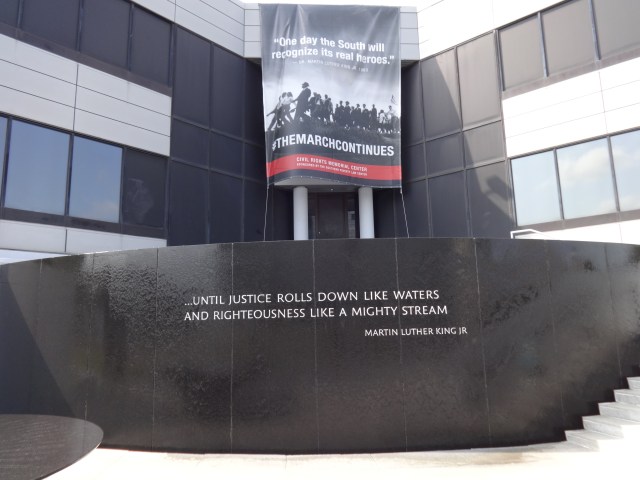 "One day the South will
recognize its real heroes."
#THEMARCHCONTINUES
CIVIL RIGHTS MEMORIAL CENTER
...UNTIL JUSTICE ROLLS DOWN LIKE WATERS
AND RIGHTEOUSNESS LIKE A MIGHTY STREAM
MARTIN LUTHER KING JR